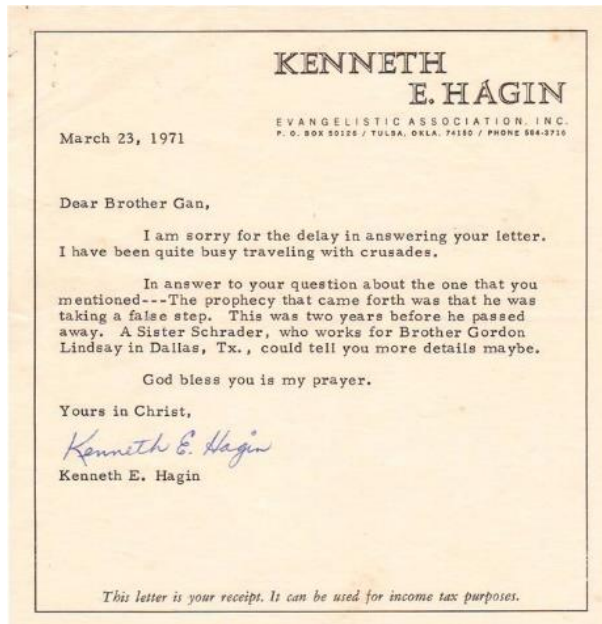 KENNETH
E. HAGIN
EVANGELISTIC ASSOCIATION, INC.
P. O. BOX 50126 / TULSA, OKLA. 74150 / PHONE 584-3716
March 23, 1971
Dear Brother Gan,
I am sorry for the delay in answering your letter.
I have been quite busy traveling with crusades.
In answer to your question about the one that you
mentioned---The prophecy that came forth was that he was
taking a false step. This was two years before he passed
away. A Sister Schrader, who works for Brother Gordon
Lindsay in Dallas, Tx., could tell you more details maybe.
God bless you is my prayer.
Yours in Christ,
Kenneth E. Hagin
Kenneth E. Hagin
This letter is your receipt. It can be used for income tax purposes.